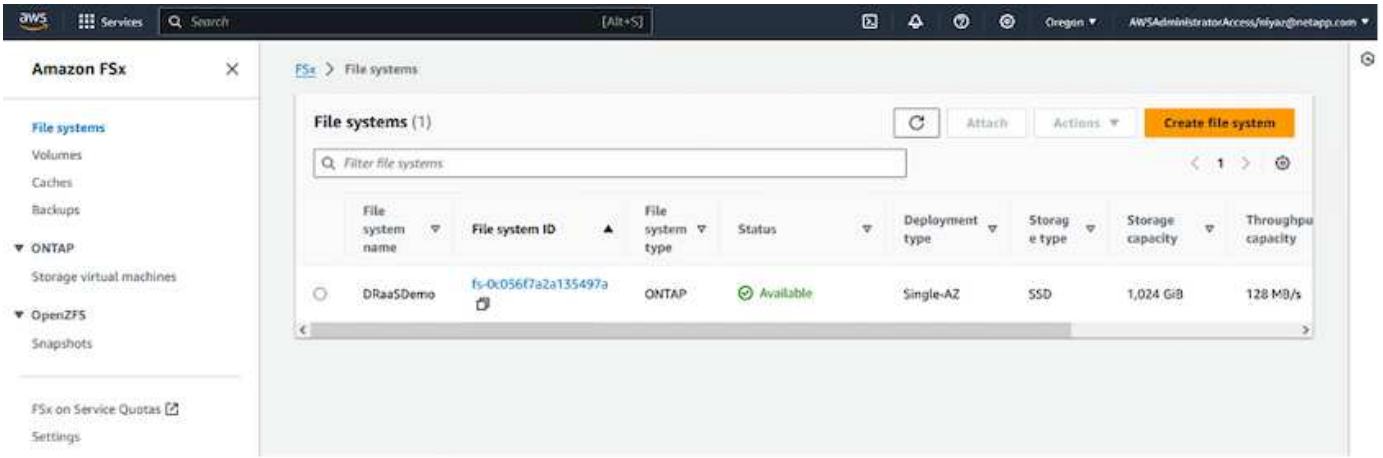 aws Services Search [Alt+S] Oregon AWSAdministratorAccess/niyaz@netapp.com
Amazon FSx
File systems
Volumes
Caches
Backups
ONTAP
Storage virtual machines
OpenZFS
Snapshots
FSx on Service Quotas
Settings
FSx > File systems
File systems (1)
Attach Actions Create file system
Filter file systems
1
File system name File system ID File system type Status Deployment type Storag e type Storage capacity Throughpu capacity
DRaaSDemo fs-0c056f7a2a135497a ONTAP Available Single-AZ SSD 1,024 GiB 128 MB/s